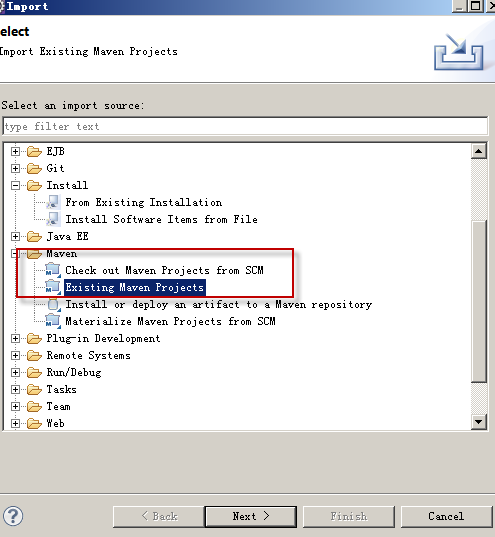 Import
elect
Import Existing Maven Projects
Select an import source:
type filter text
EJB
Git
Install
From Existing Installation
Install Software Items from File
Java EE
Maven
Check out Maven Projects from SCM
Existing Maven Projects
Install or deploy an artifact to a Maven repository
Materialize Maven Projects from SCM
Plug-in Development
Remote Systems
Run/Debug
Tasks
Team
Web
? < Back Next > Finish Cancel